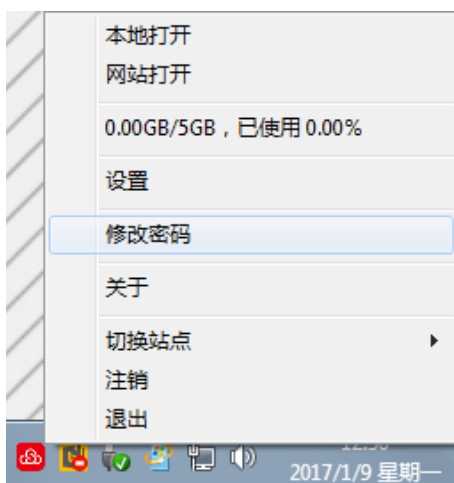 本地打开
网站打开
0.00GB/5GB，已使用 0.00%
设置
修改密码
关于
切换站点
注销
退出
2017/1/9 星期一